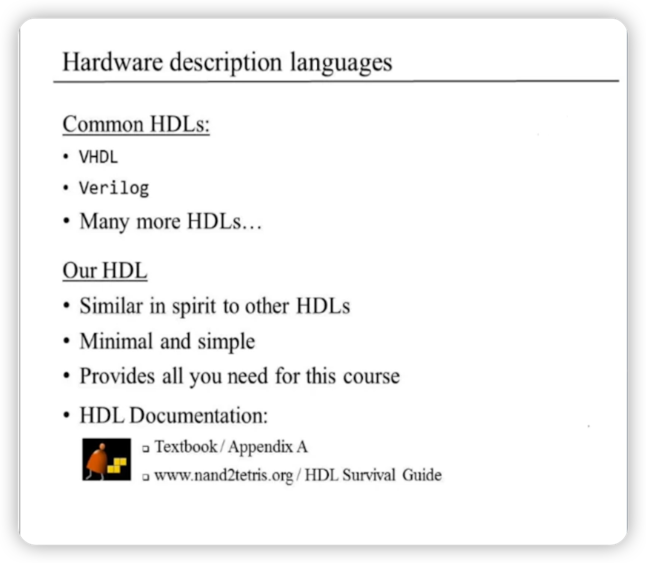 Hardware description languages
Common HDLs:
• VHDL
• Verilog
• Many more HDLs…
Our HDL
• Similar in spirit to other HDLs
• Minimal and simple
• Provides all you need for this course
• HDL Documentation:
❑ Textbook / Appendix A
❑ www.nand2tetris.org / HDL Survival Guide